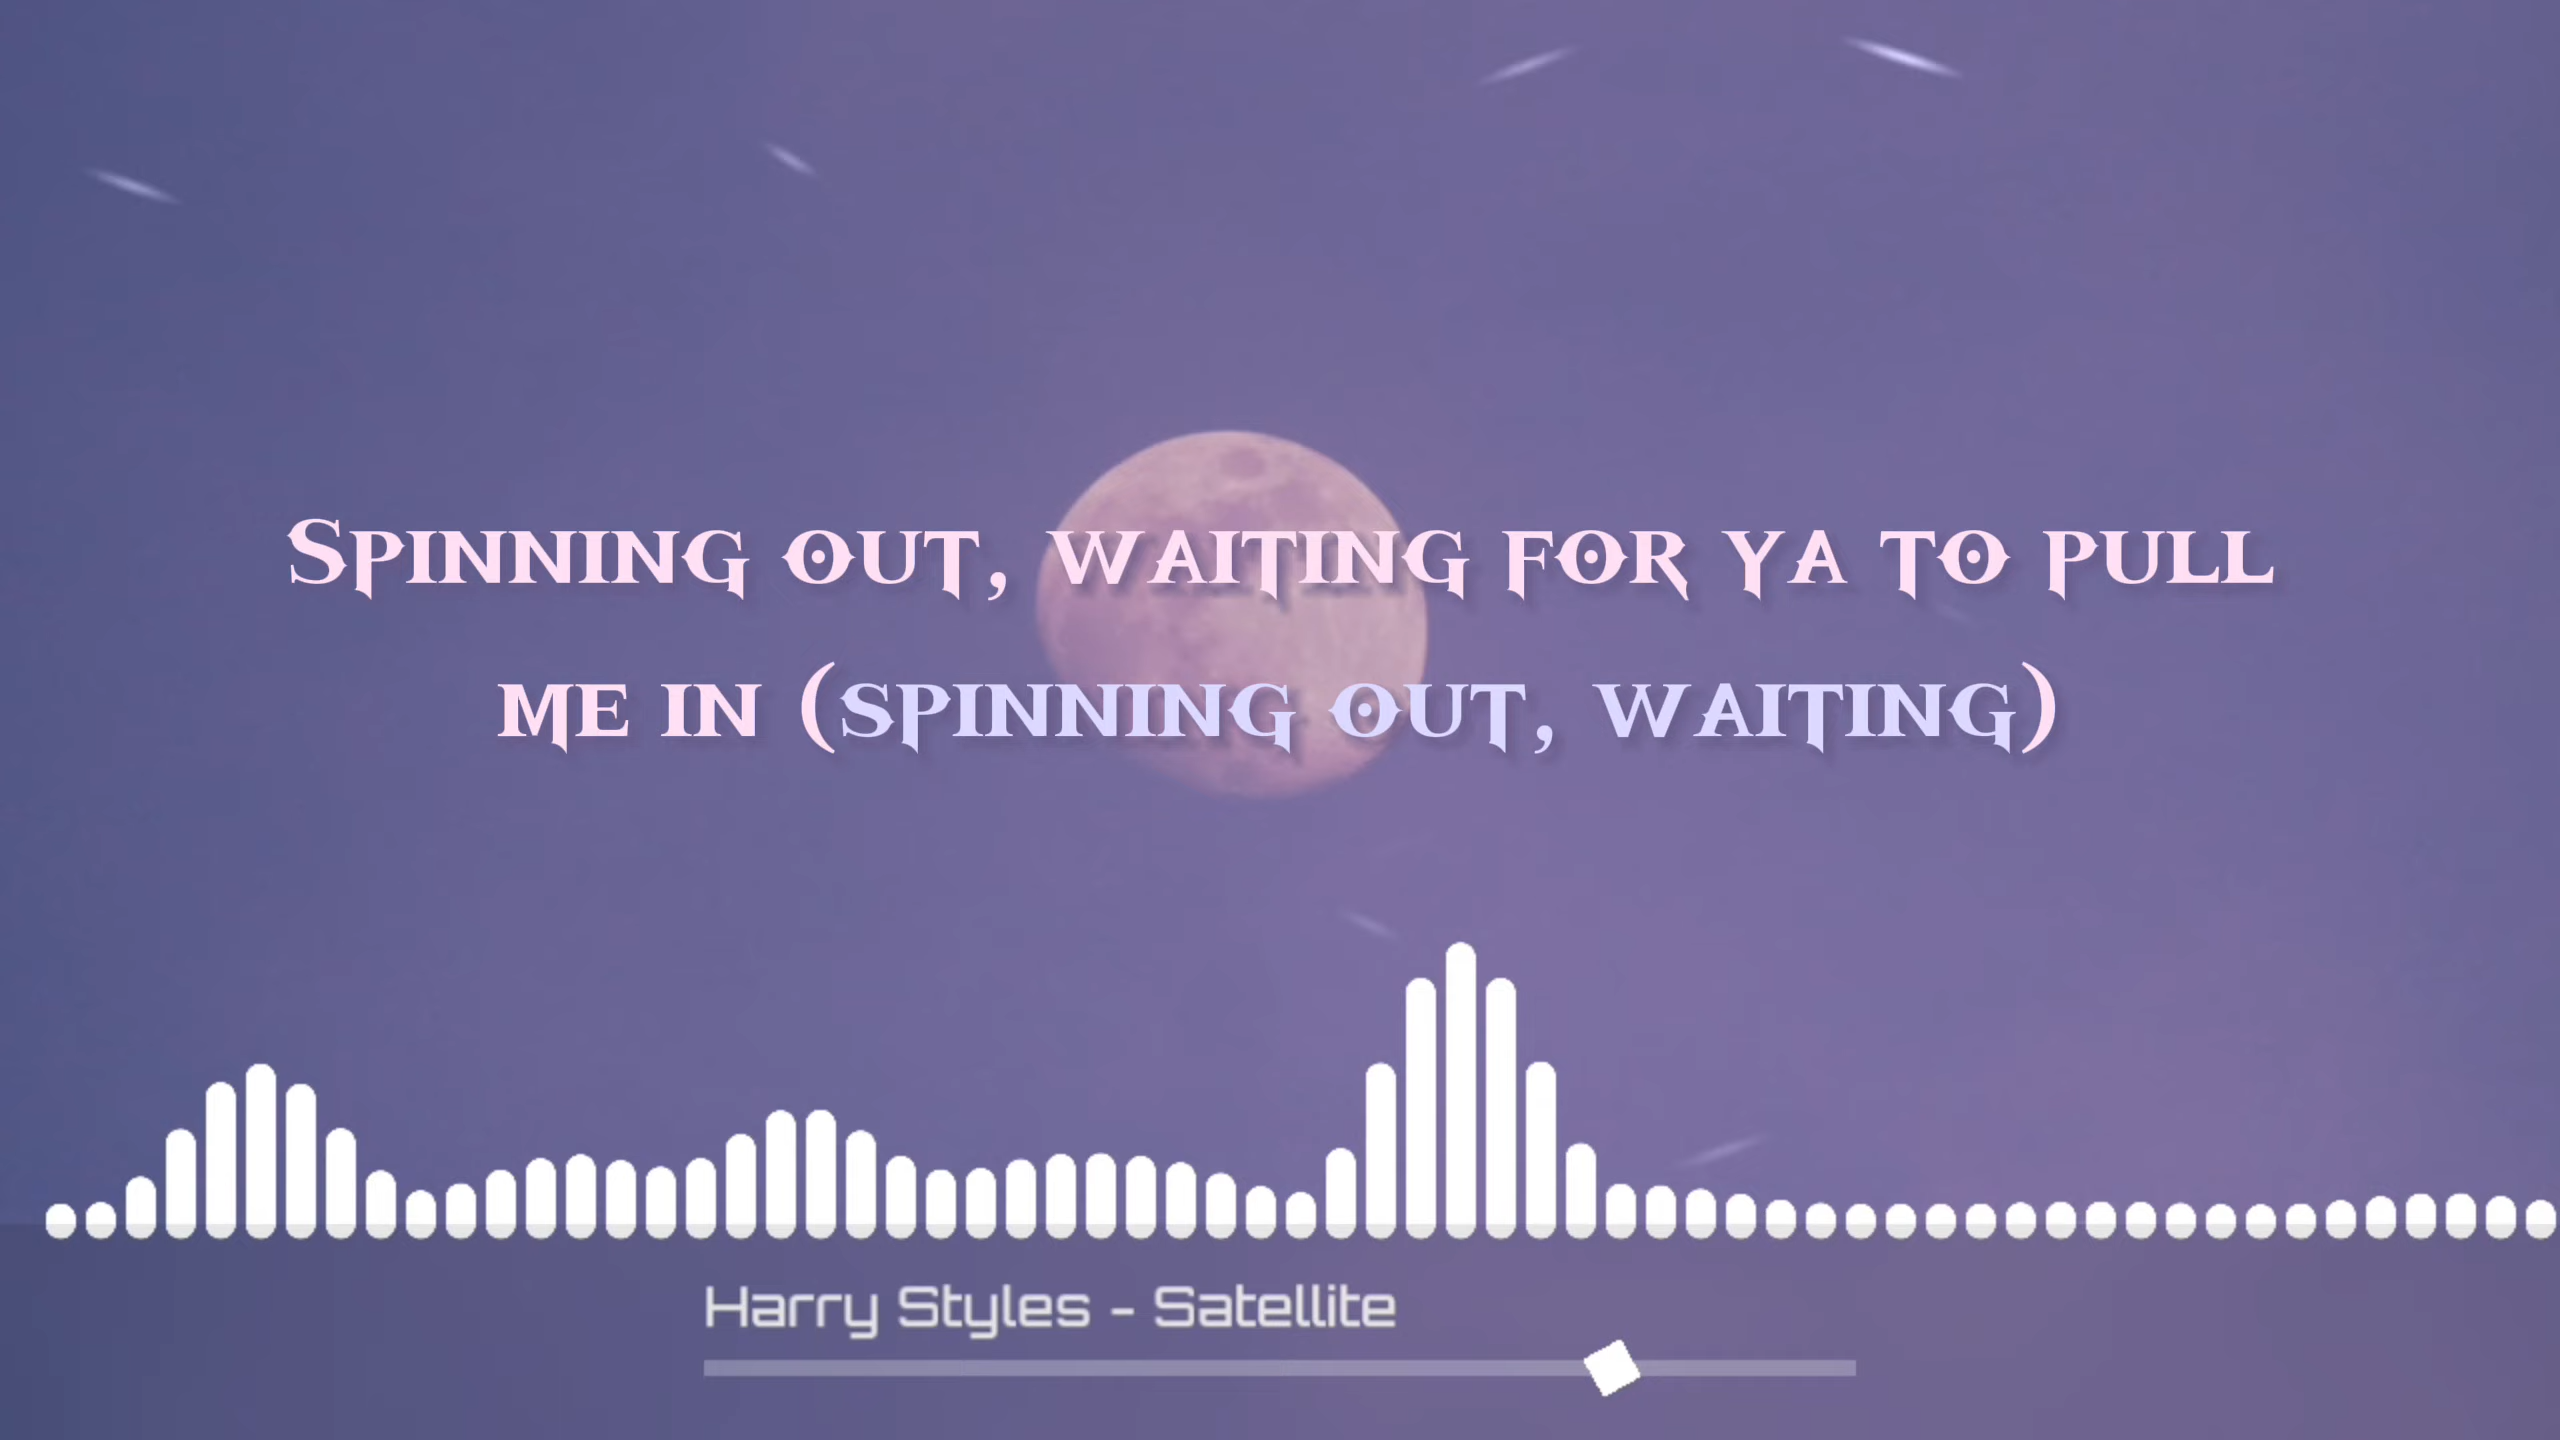 Spinning out, waiting for ya to pull
me in (spinning out, waiting)
Harry Styles - Satellite